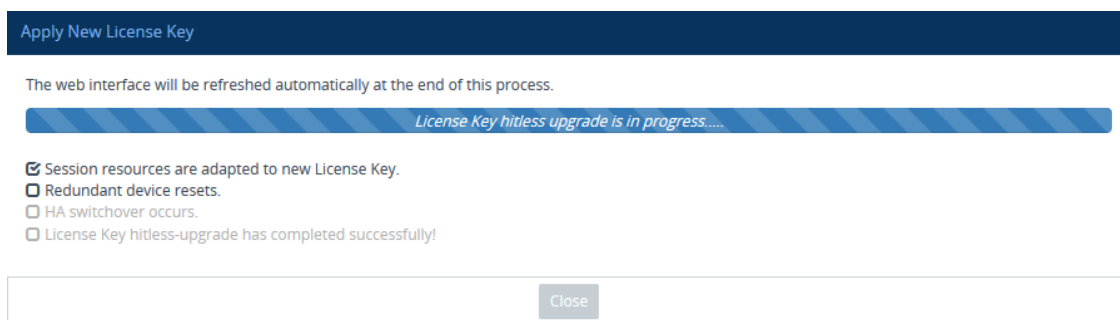 Apply New License Key
The web interface will be refreshed automatically at the end of this process.
License Key hitless upgrade is in progress.....
Session resources are adapted to new License Key.
Redundant device resets.
HA switchover occurs.
License Key hitless-upgrade has completed successfully!
Close